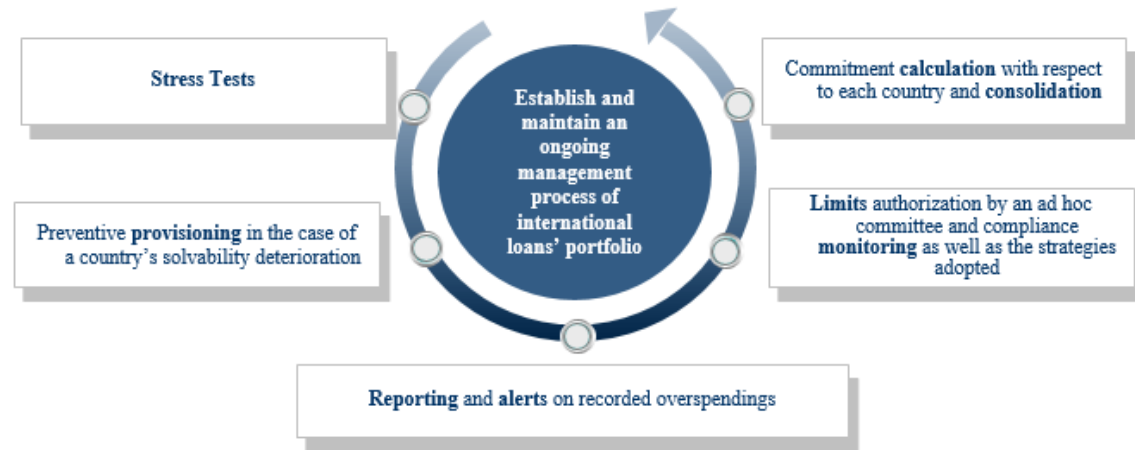 Stress Tests
Establish and
maintain an
ongoing
management
process of
international
loans' portfolio
Commitment calculation with respect
to each country and consolidation
Preventive provisioning in the case of
a country's solvability deterioration
Limits authorization by an ad hoc
committee and compliance
monitoring as well as the strategies
adopted
Reporting and alerts on recorded overspendings